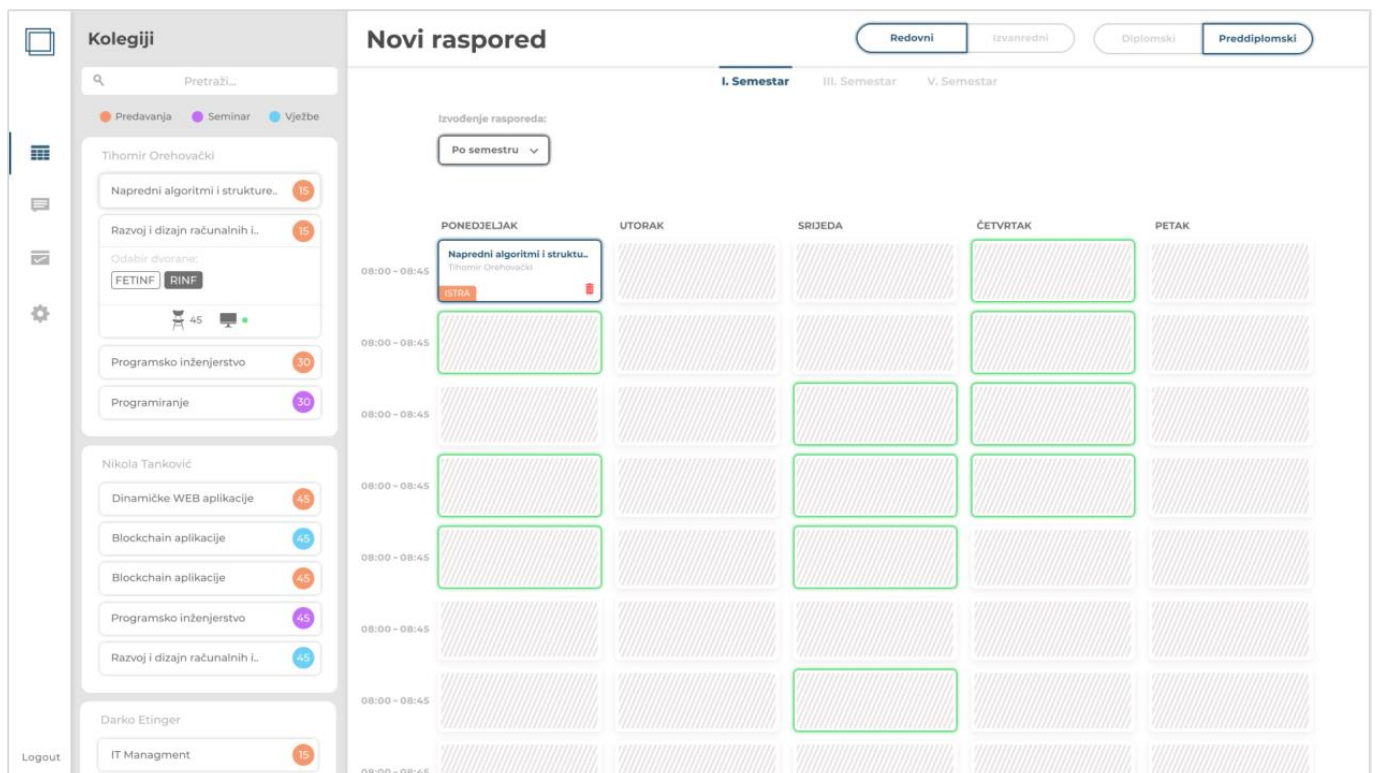 Kolegiji
Pretraži...
Predavanja Seminar Vježbe
Tihomir Orehovački
Napredni algoritmi i strukture.. 15
Razvoj i dizajn računalnih i.. 15
Odabir dvorane:
FETINF RINF
45
Programsko inženjerstvo 30
Programiranje 30
Nikola Tanković
Dinamičke WEB aplikacije 45
Blockchain aplikacije 45
Blockchain aplikacije 45
Programsko inženjerstvo 45
Razvoj i dizajn računalnih i.. 45
Darko Etinger
IT Managment 15
Logout
Novi raspored
Redovni Izvanredni Diplomski Preddiplomski
I. Semestar III. Semestar V. Semestar
Izvođenje rasporeda:
Po semestru
PONEDJELJAK UTORAK SRIJEDA ČETVRTAK PETAK
08:00 – 08:45
Napredni algoritmi i struktu..
Tihomir Orehovački
ISTRA
08:00 – 08:45
08:00 – 08:45
08:00 – 08:45
08:00 – 08:45
08:00 – 08:45
08:00 – 08:45
08:00 – 08:45